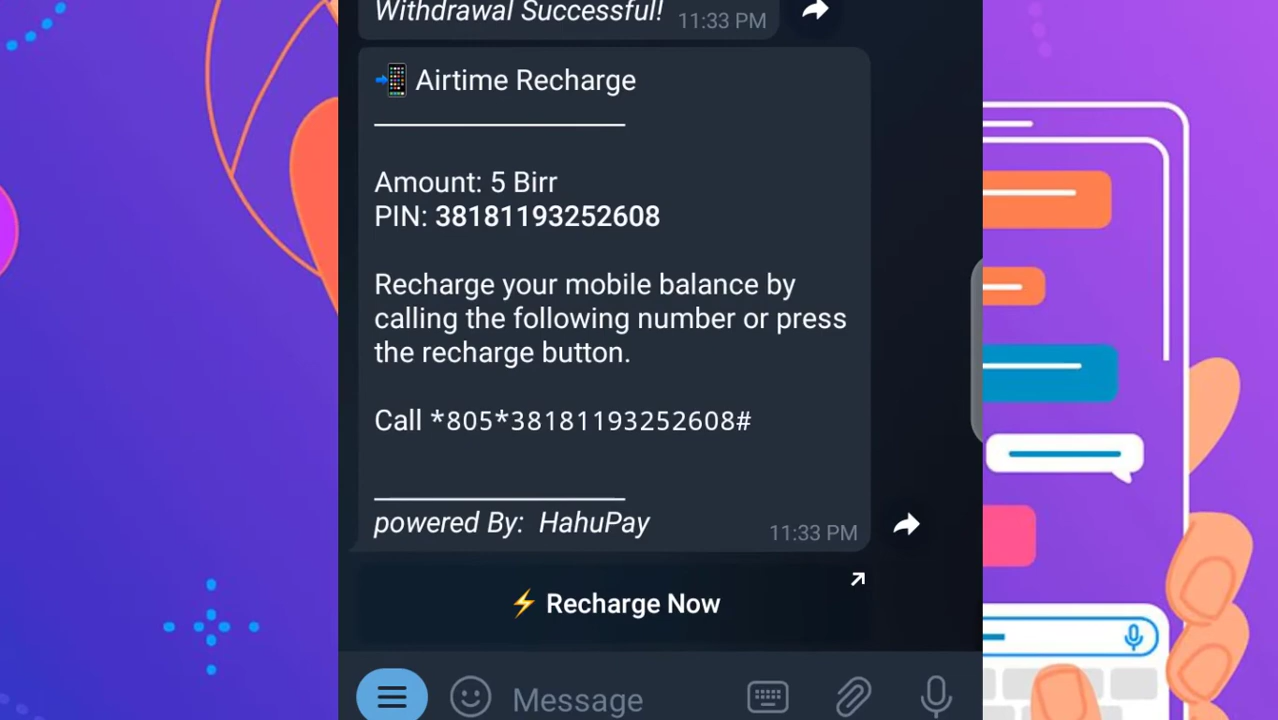 Withdrawal Successful! 11:33 PM
Airtime Recharge
Amount: 5 Birr
PIN: 38181193252608
Recharge your mobile balance by
calling the following number or press
the recharge button.
Call *805*38181193252608#
powered By: HahuPay 11:33 PM
⚡ Recharge Now
Message